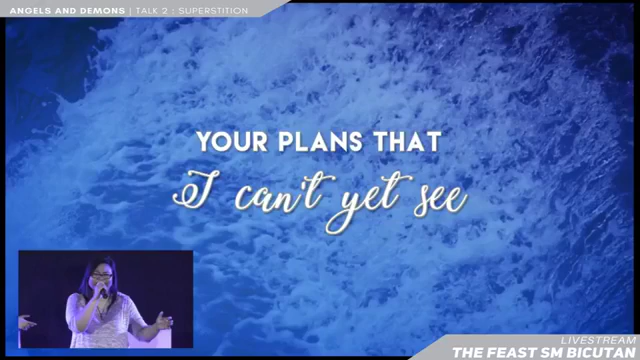 ANGELS AND DEMONS | TALK 2 : SUPERSTITION
YOUR PLANS THAT
I can't yet see
LIVESTREAM
THE FEAST SM BICUTAN